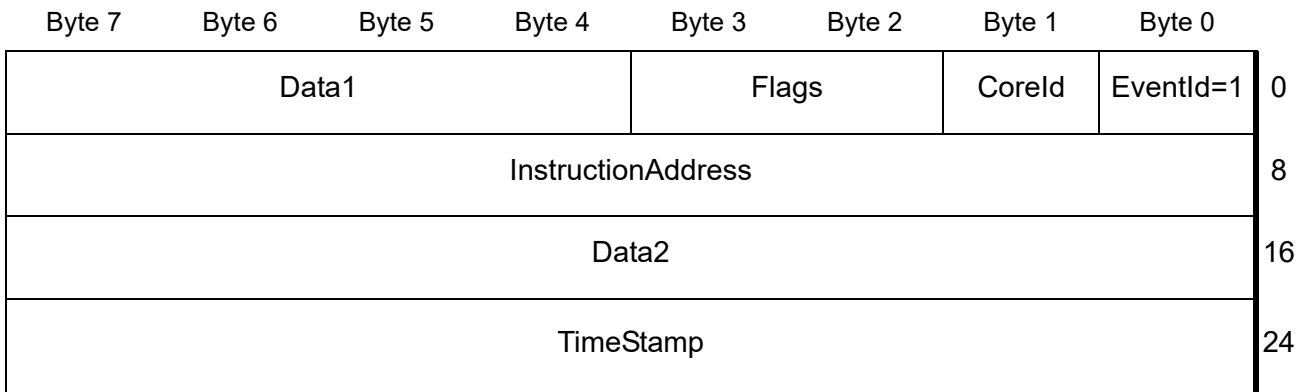 Byte 7 Byte 6 Byte 5 Byte 4 Byte 3 Byte 2 Byte 1 Byte 0
Data1 Flags CoreId EventId=1 0
InstructionAddress 8
Data2 16
TimeStamp 24